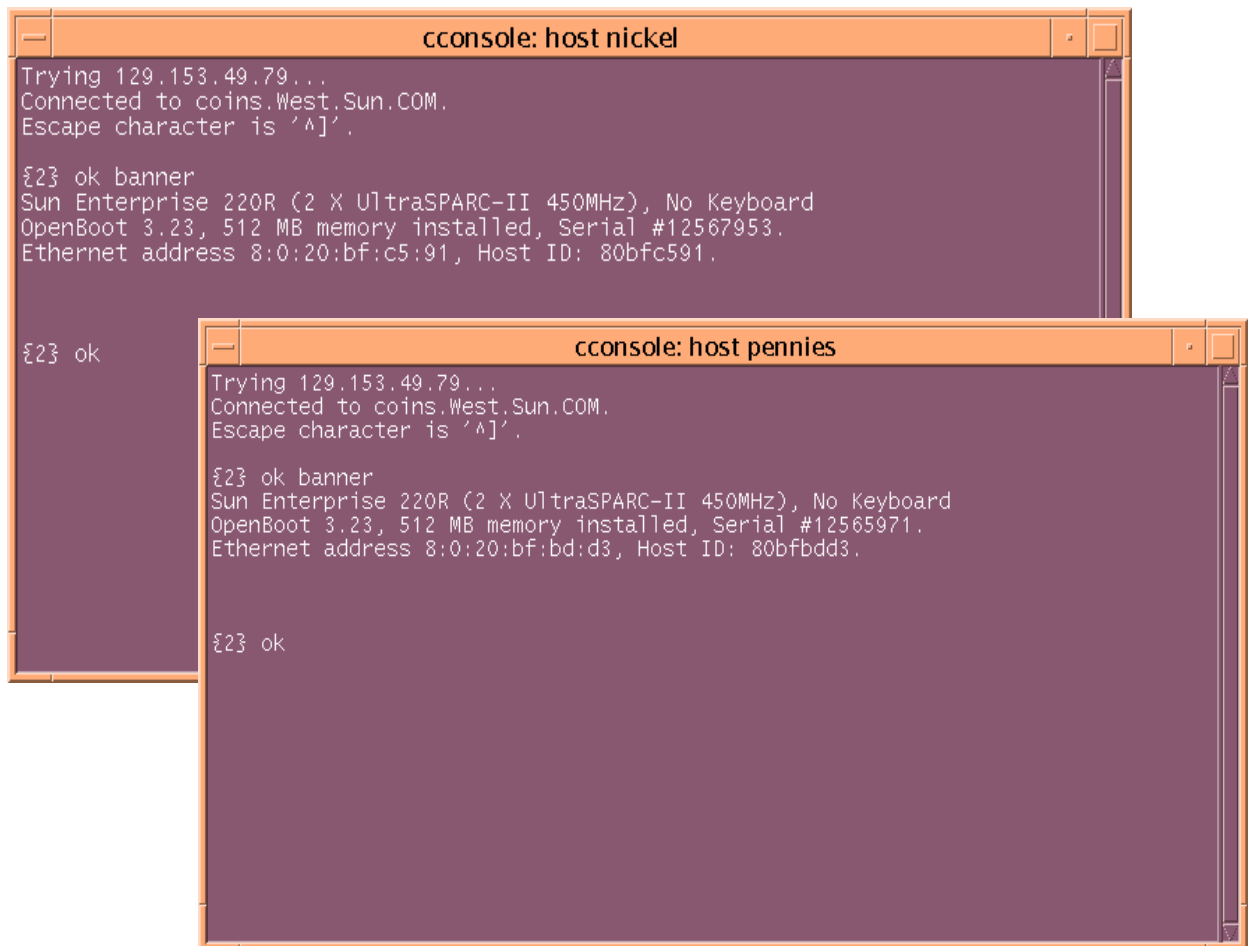 cconsole: host nickel
Trying 129.153.49.79...
Connected to coins.West.Sun.COM.
Escape character is '^]'.
{2} ok banner
Sun Enterprise 220R (2 X UltraSPARC-II 450MHz), No Keyboard
OpenBoot 3.23, 512 MB memory installed, Serial #12567953.
Ethernet address 8:0:20:bf:c5:91, Host ID: 80bfc591.
{2} ok
cconsole: host pennies
Trying 129.153.49.79...
Connected to coins.West.Sun.COM.
Escape character is '^]'.
{2} ok banner
Sun Enterprise 220R (2 X UltraSPARC-II 450MHz), No Keyboard
OpenBoot 3.23, 512 MB memory installed, Serial #12565971.
Ethernet address 8:0:20:bf:bd:d3, Host ID: 80bfbdd3.
{2} ok